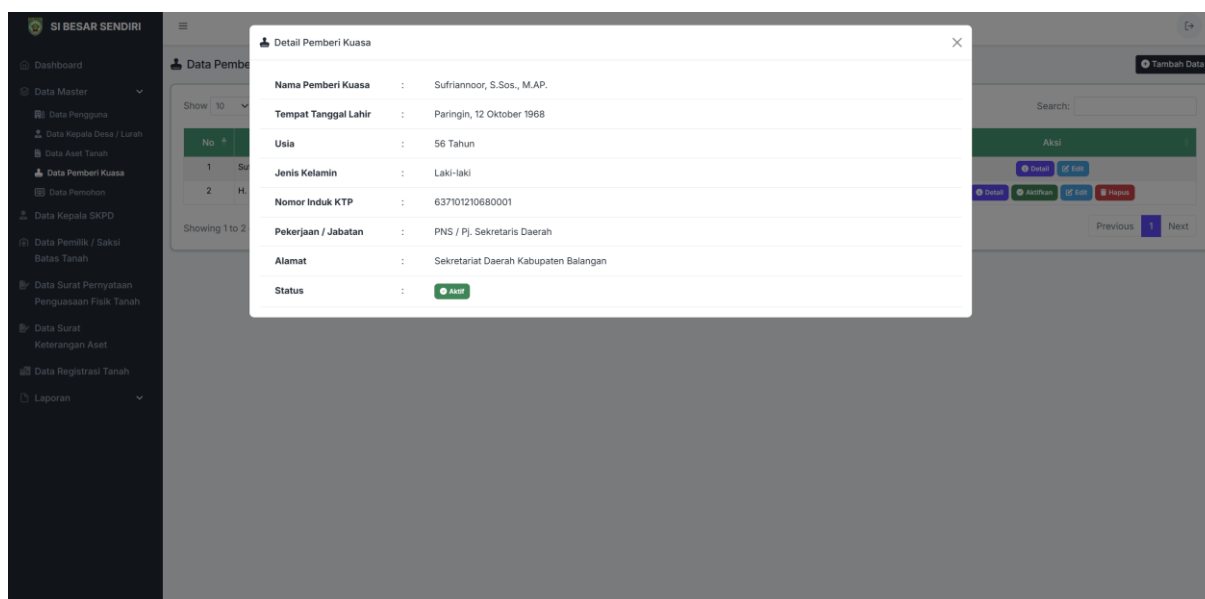 SI BESAR SENDIRI
Dashboard
Data Master
Data Pengguna
Data Kepala Desa / Lurah
Data Aset Tanah
Data Pemberi Kuasa
Data Pemohon
Data Kepala SKPD
Data Pemilik / Saksi
Batas Tanah
Data Surat Pernyataan
Penguasaan Fisik Tanah
Data Surat
Keterangan Aset
Data Registrasi Tanah
Laporan
Data Pembe
Tambah Data
Show 10
Search:
No
Aksi
1 Su
Detail Edit
2 H.
Detail Aktifkan Edit Hapus
Showing 1 to 2
Previous 1 Next
Detail Pemberi Kuasa
Nama Pemberi Kuasa : Sufriannoor, S.Sos., M.AP.
Tempat Tanggal Lahir : Paringin, 12 Oktober 1968
Usia : 56 Tahun
Jenis Kelamin : Laki-laki
Nomor Induk KTP : 637101210680001
Pekerjaan / Jabatan : PNS / Pj. Sekretaris Daerah
Alamat : Sekretariat Daerah Kabupaten Balangan
Status : Aktif